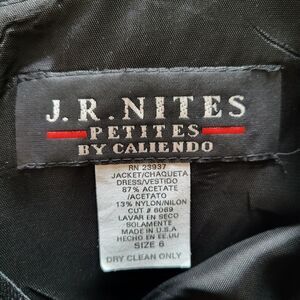 J.R.NITES
PETITES
BY CALIENDO
RN 23937
JACKET/CHAQUETA
DRESS/VESTIDO
87% ACETATE
/ACETATO
13% NYLON/NILON
CUT # 6069
LAVAR EN SECO
SOLAMENTE
MADE IN U.S.A
HECHO EN EE.UU
SIZE 6
DRY CLEAN ONLY